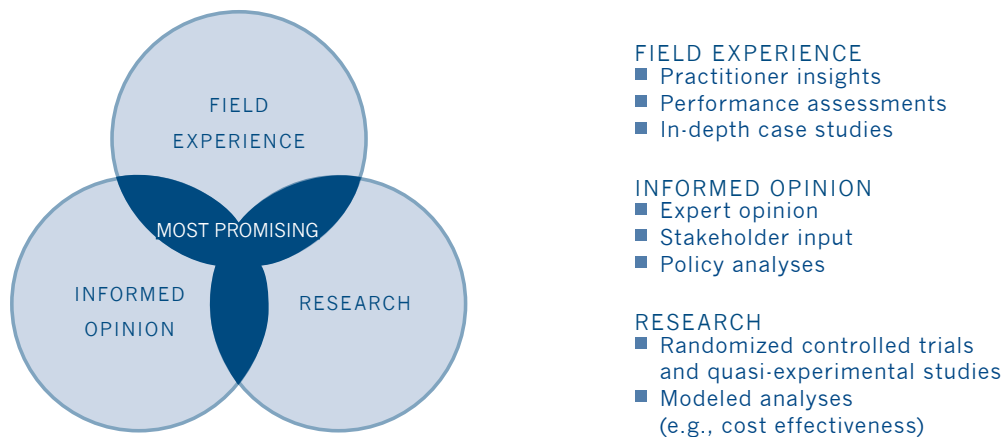 FIELD
EXPERIENCE
MOST PROMISING
INFORMED
OPINION
RESEARCH
FIELD EXPERIENCE
Practitioner insights
Performance assessments
In-depth case studies
INFORMED OPINION
Expert opinion
Stakeholder input
Policy analyses
RESEARCH
Randomized controlled trials
and quasi-experimental studies
Modeled analyses
(e.g., cost effectiveness)